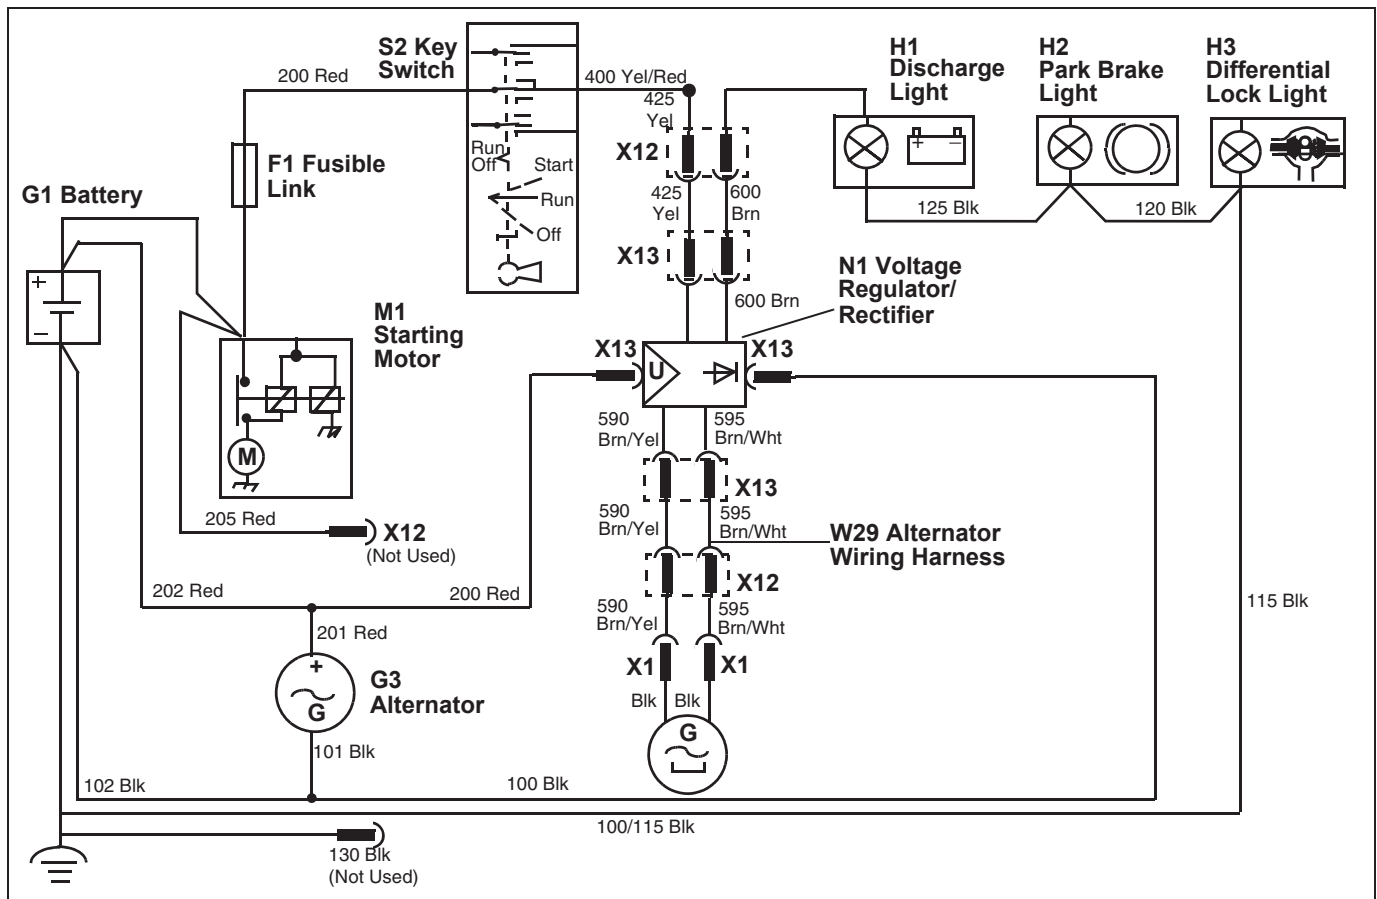 S2 Key
Switch
200 Red
400 Yel/Red
425
Yel
H1
Discharge
Light
H2
Park Brake
Light
H3
Differential
Lock Light
F1 Fusible
Link
X12
Run
Off
Start
Run
Off
+ −
G1 Battery
425
Yel
600
Brn
125 Blk
120 Blk
X13
N1 Voltage
Regulator/
Rectifier
600 Brn
+
−
M1
Starting
Motor
X13
U
X13
590
Brn/Yel
595
Brn/Wht
M
X13
205 Red
X12
(Not Used)
590
Brn/Yel
595
Brn/Wht
W29 Alternator
Wiring Harness
X12
202 Red
200 Red
590
Brn/Yel
595
Brn/Wht
115 Blk
201 Red
+
G
G3
Alternator
X1
X1
Blk
Blk
G
101 Blk
102 Blk
100 Blk
100/115 Blk
130 Blk
(Not Used)